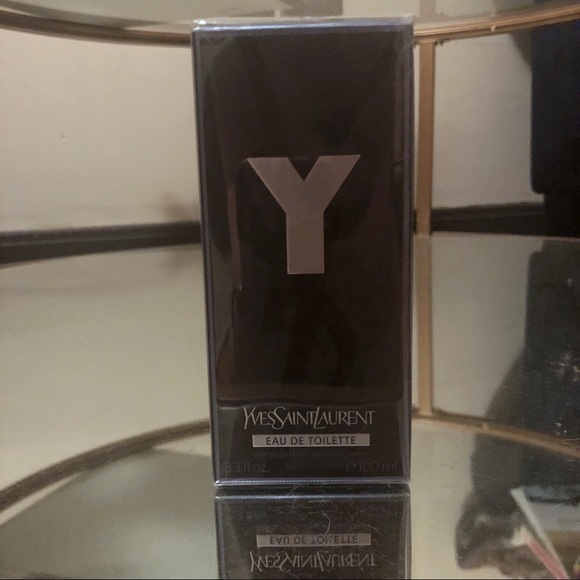 Y
YVESSAINTLAURENT
EAU DE TOILETTE
3.3 fl.oz. ℮100 ml